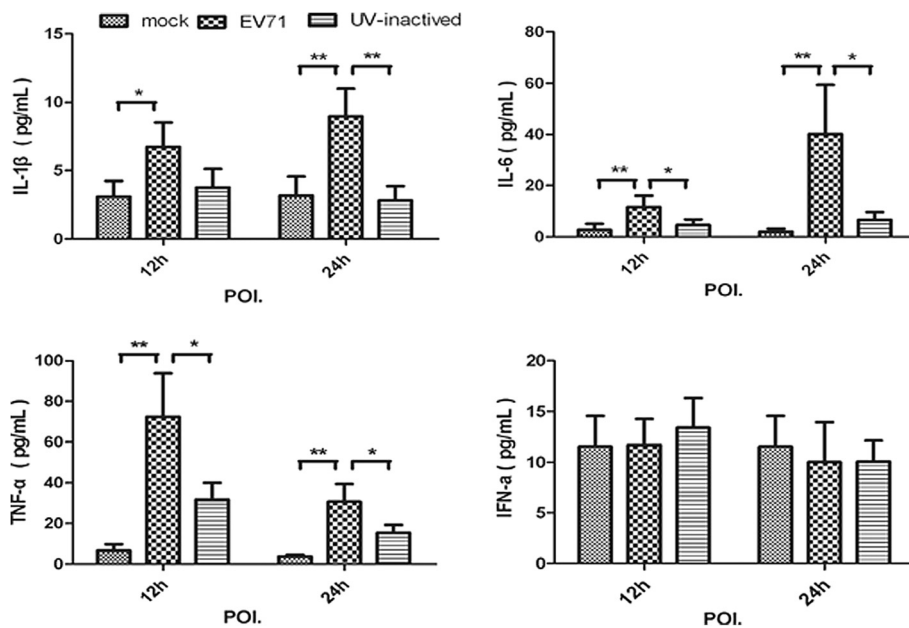 mock EV71 UV-inactived
IL-1β ( pg/mL)
15
10
5
0
* ** **
12h 24h
POI.
IL-6 ( pg/mL )
80
60
40
20
0
** * ** *
12h 24h
POI.
TNF-α ( pg/mL)
100
80
60
40
20
0
** * ** *
12h 24h
POI.
IFN-a ( pg/mL)
20
15
10
5
0
12h 24h
POI.